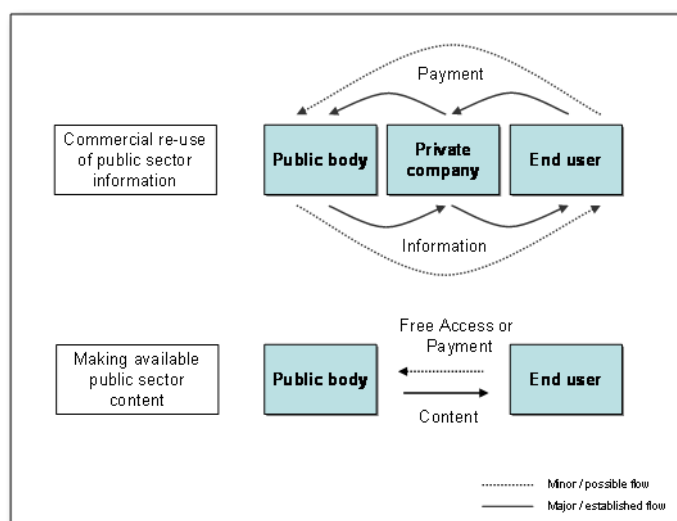 Payment
Commercial re-use
of public sector
information
Public body
Private
company
End user
Information
Free Access or
Payment
Making available
public sector
content
Public body
End user
Content
Minor / possible flow
Major / established flow